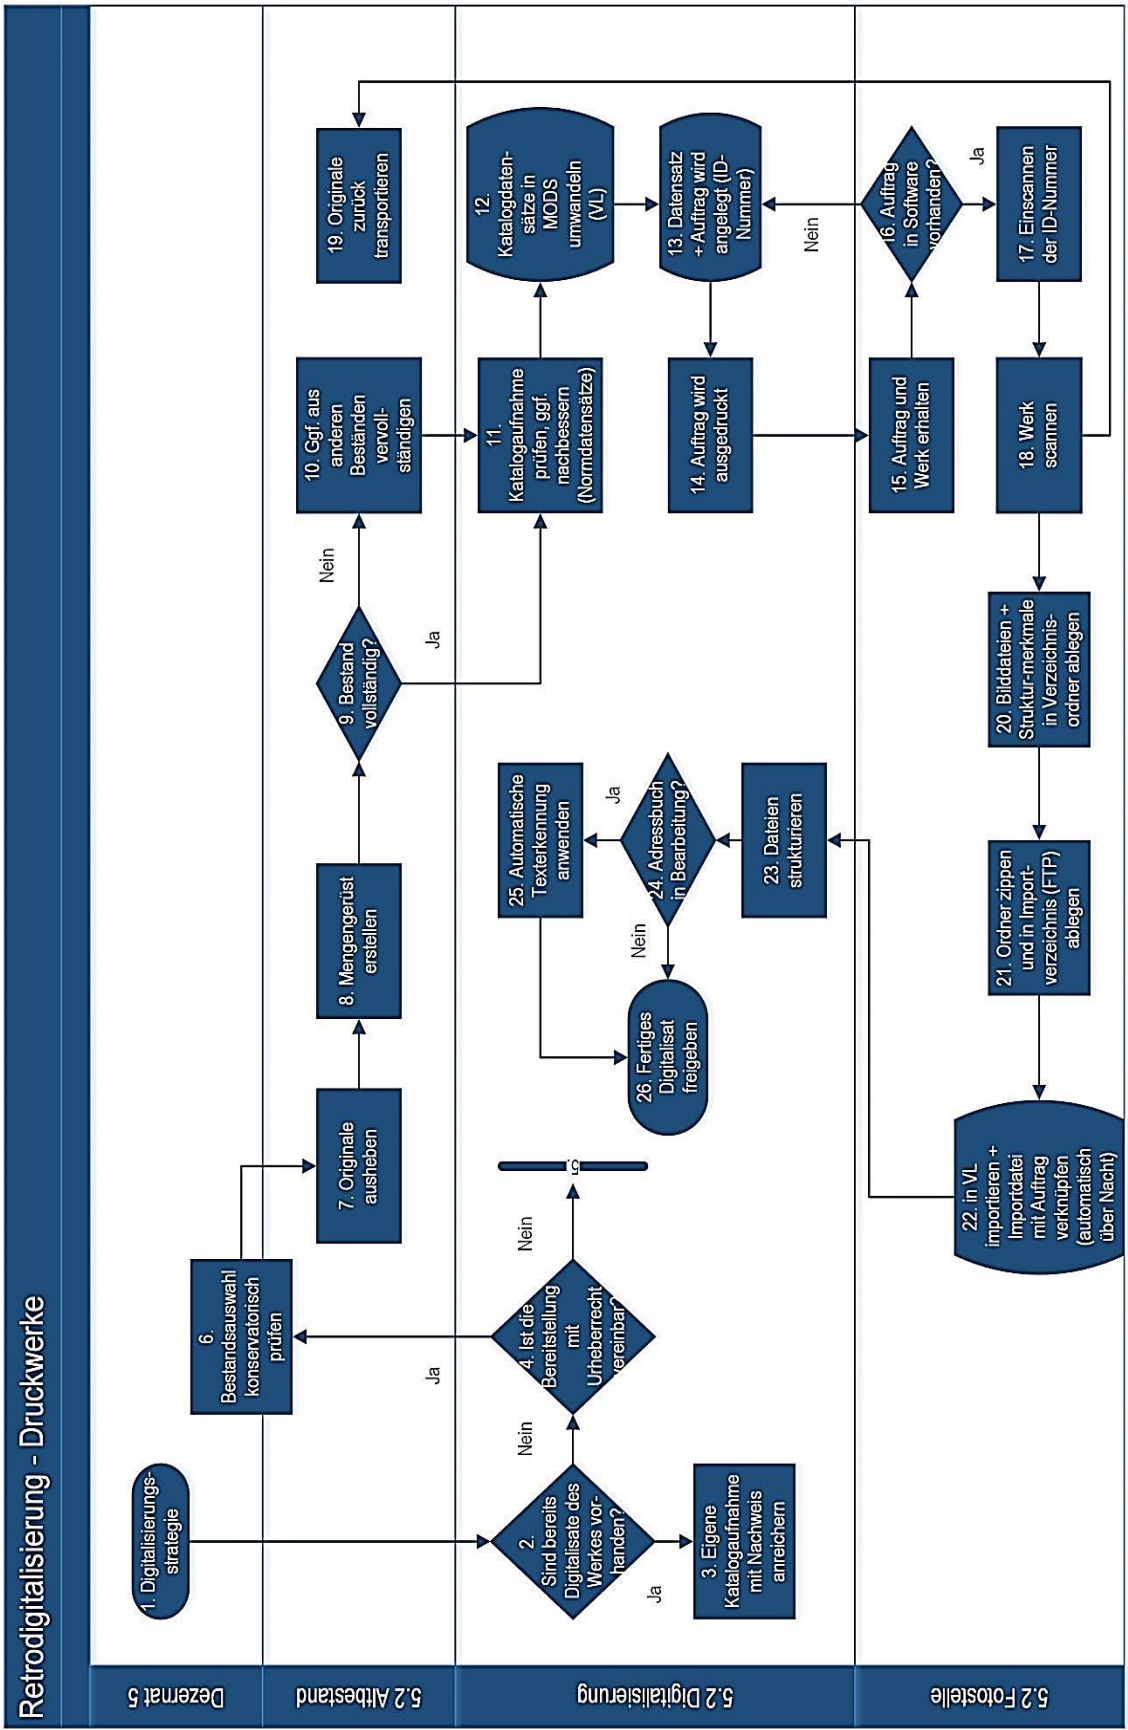 Retrodigitalisierung - Druckwerke
Dezernat 5
5.2 Altbestand
5.2 Digitalisierung
5.2 Fotostelle
1. Digitalisierungs-
strategie
2.
Sind bereits
Digitalisate des
Werkes vor-
handen?
Ja
Nein
3. Eigene
Katalogaufnahme
mit Nachweis
anreichern
4. Ist die
Bereitstellung
mit
Urheberrecht
vereinbar?
Ja
Nein
6.
Bestandsauswahl
konservatorisch
prüfen
7. Originale
ausheben
8. Mengengerüst
erstellen
9. Bestand
vollständig?
Nein
Ja
10. Ggf. aus
anderen
Beständen
vervoll-
ständigen
11.
Katalogaufnahme
prüfen, ggf.
nachbessern
(Normdatensätze)
12.
Katalogdaten-
sätze in
MODS
umwandeln
(VL)
13. Datensatz
+ Auftrag wird
angelegt (ID-
Nummer)
14. Auftrag wird
ausgedruckt
15. Auftrag und
Werk erhalten
16. Auftrag
in Software
vorhanden?
Nein
Ja
17. Einscannen
der ID-Nummer
18. Werk
scannen
19. Originale
zurück
transportieren
20. Bilddateien +
Struktur-merkmale
in Verzeichnis-
ordner ablegen
21. Ordner zippen
und in Import-
verzeichnis (FTP)
ablegen
22. in VL
importieren +
Importdatei
mit Auftrag
verknüpfen
(automatisch
über Nacht)
23. Dateien
strukturieren
24. Adressbuch
in Bearbeitung?
Ja
Nein
25. Automatische
Texterkennung
anwenden
26. Fertiges
Digitalisat
freigeben